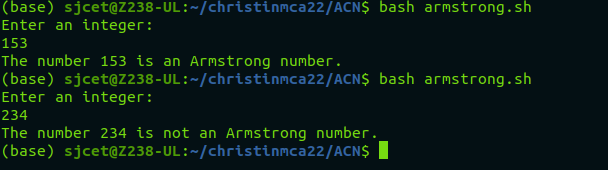 (base) sjcet@Z238-UL:~/christinmca22/ACN$ bash armstrong.sh
Enter an integer:
153
The number 153 is an Armstrong number.
(base) sjcet@Z238-UL:~/christinmca22/ACN$ bash armstrong.sh
Enter an integer:
234
The number 234 is not an Armstrong number.
(base) sjcet@Z238-UL:~/christinmca22/ACN$